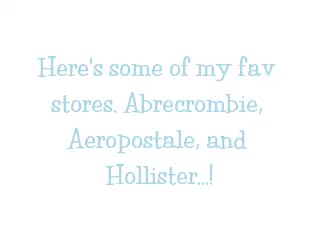 Here's some of my fav
stores. Abrecrombie,
Aeropostale, and
Hollister...!